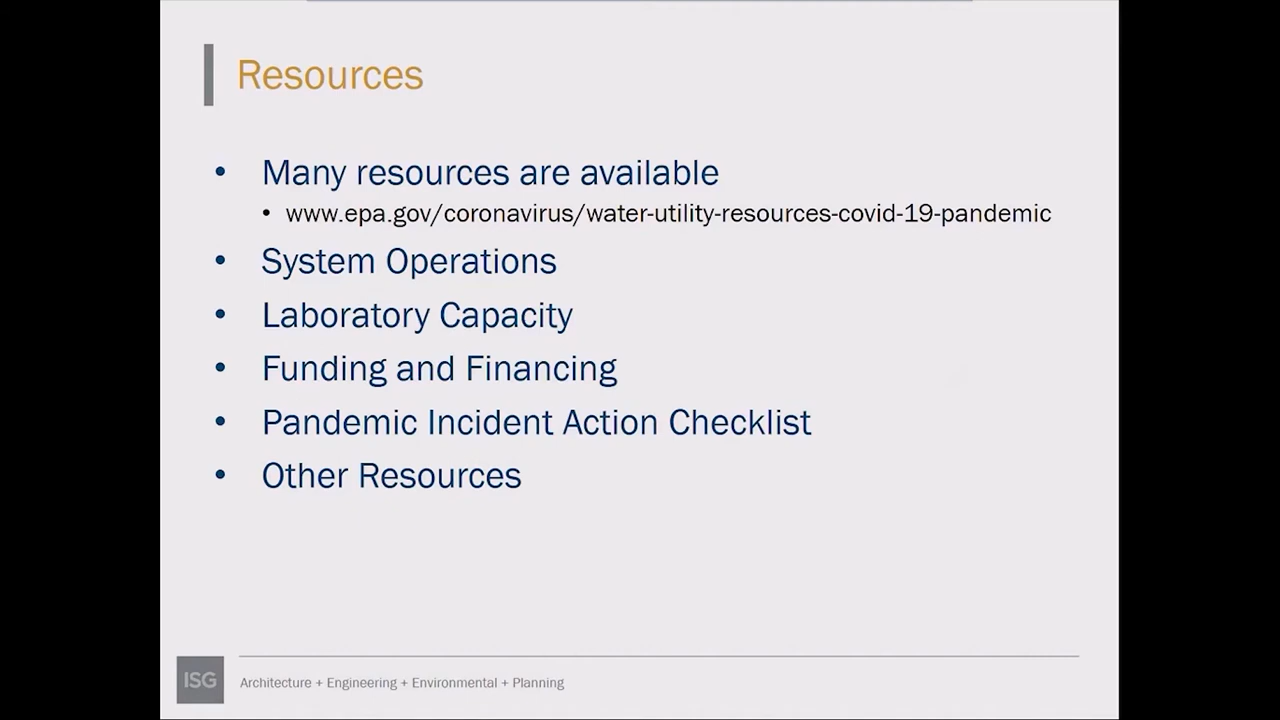 Resources
• Many resources are available
• www.epa.gov/coronavirus/water-utility-resources-covid-19-pandemic
• System Operations
• Laboratory Capacity
• Funding and Financing
• Pandemic Incident Action Checklist
• Other Resources
ISG
Architecture + Engineering + Environmental + Planning